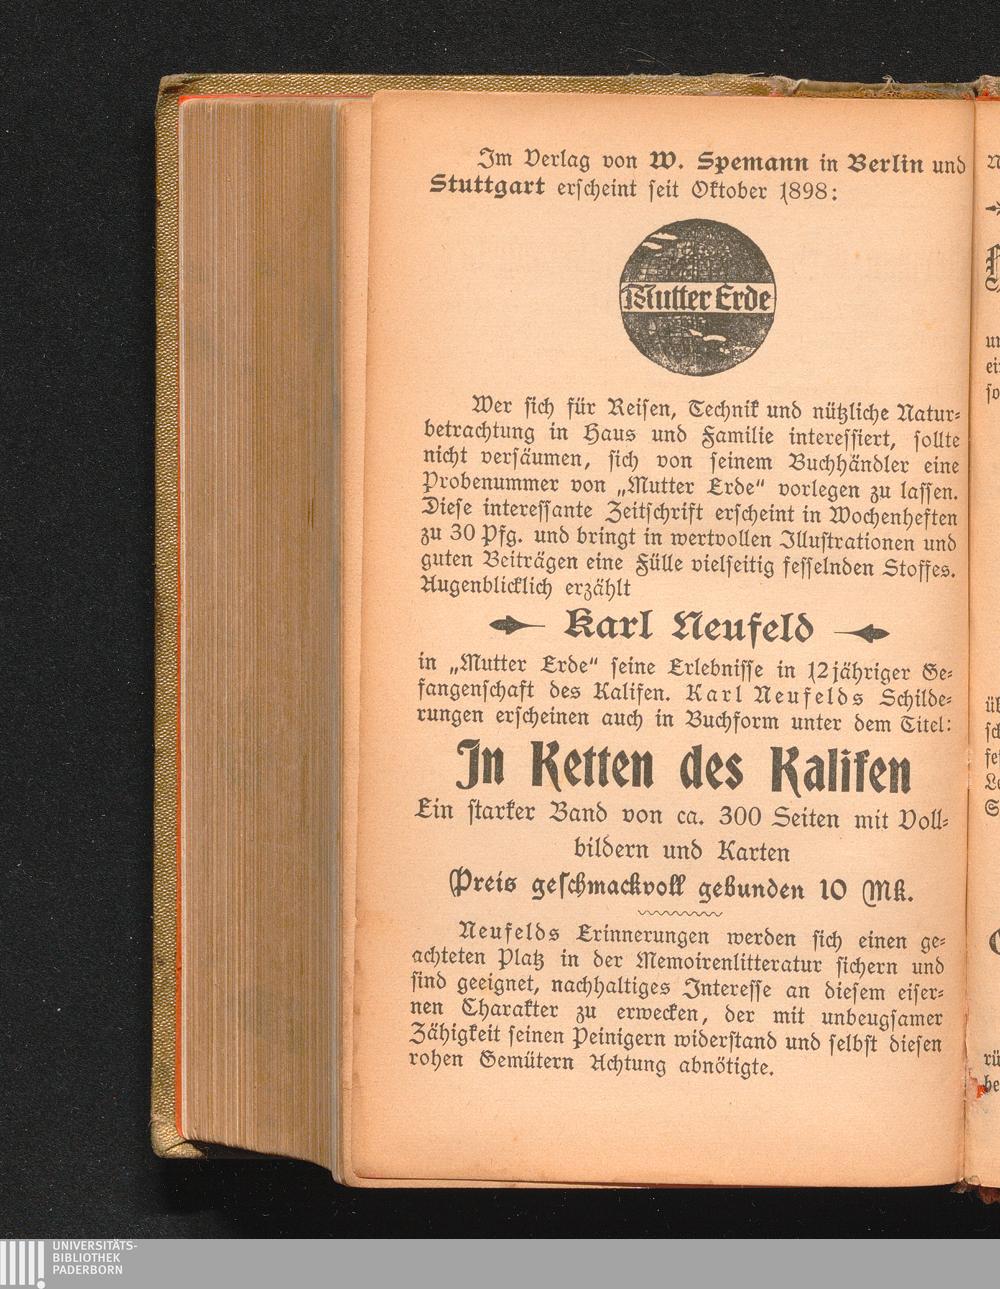 Im Verlag von W. Spemann in Berlin und
Stuttgart erscheint seit Oktober 1898:
Mutter Erde
Wer sich für Reisen, Technik und nützliche Natur-
betrachtung in Haus und Familie interessiert, sollte
nicht versäumen, sich von seinem Buchhändler eine
Probenummer von „Mutter Erde“ vorlegen zu lassen.
Diese interessante Zeitschrift erscheint in Wochenheften
zu 30 Pfg. und bringt in wertvollen Illustrationen und
guten Beiträgen eine Fülle vielseitig fesselnden Stoffes.
Augenblicklich erzählt
Karl Neufeld
in „Mutter Erde“ seine Erlebnisse in 12jähriger Ge-
fangenschaft des Kalifen. Karl Neufelds Schilde-
rungen erscheinen auch in Buchform unter dem Titel:
In Ketten des Kalifen
Ein starker Band von ca. 300 Seiten mit Voll-
bildern und Karten
Preis geschmackvoll gebunden 10 Mk.
Neufelds Erinnerungen werden sich einen ge-
achteten Platz in der Memoirenlitteratur sichern und
sind geeignet, nachhaltiges Interesse an diesem eiser-
nen Charakter zu erwecken, der mit unbeugsamer
Zähigkeit seinen Peinigern widerstand und selbst diesen
rohen Gemütern Achtung abnötigte.
UNIVERSITÄTS-
BIBLIOTHEK
PADERBORN